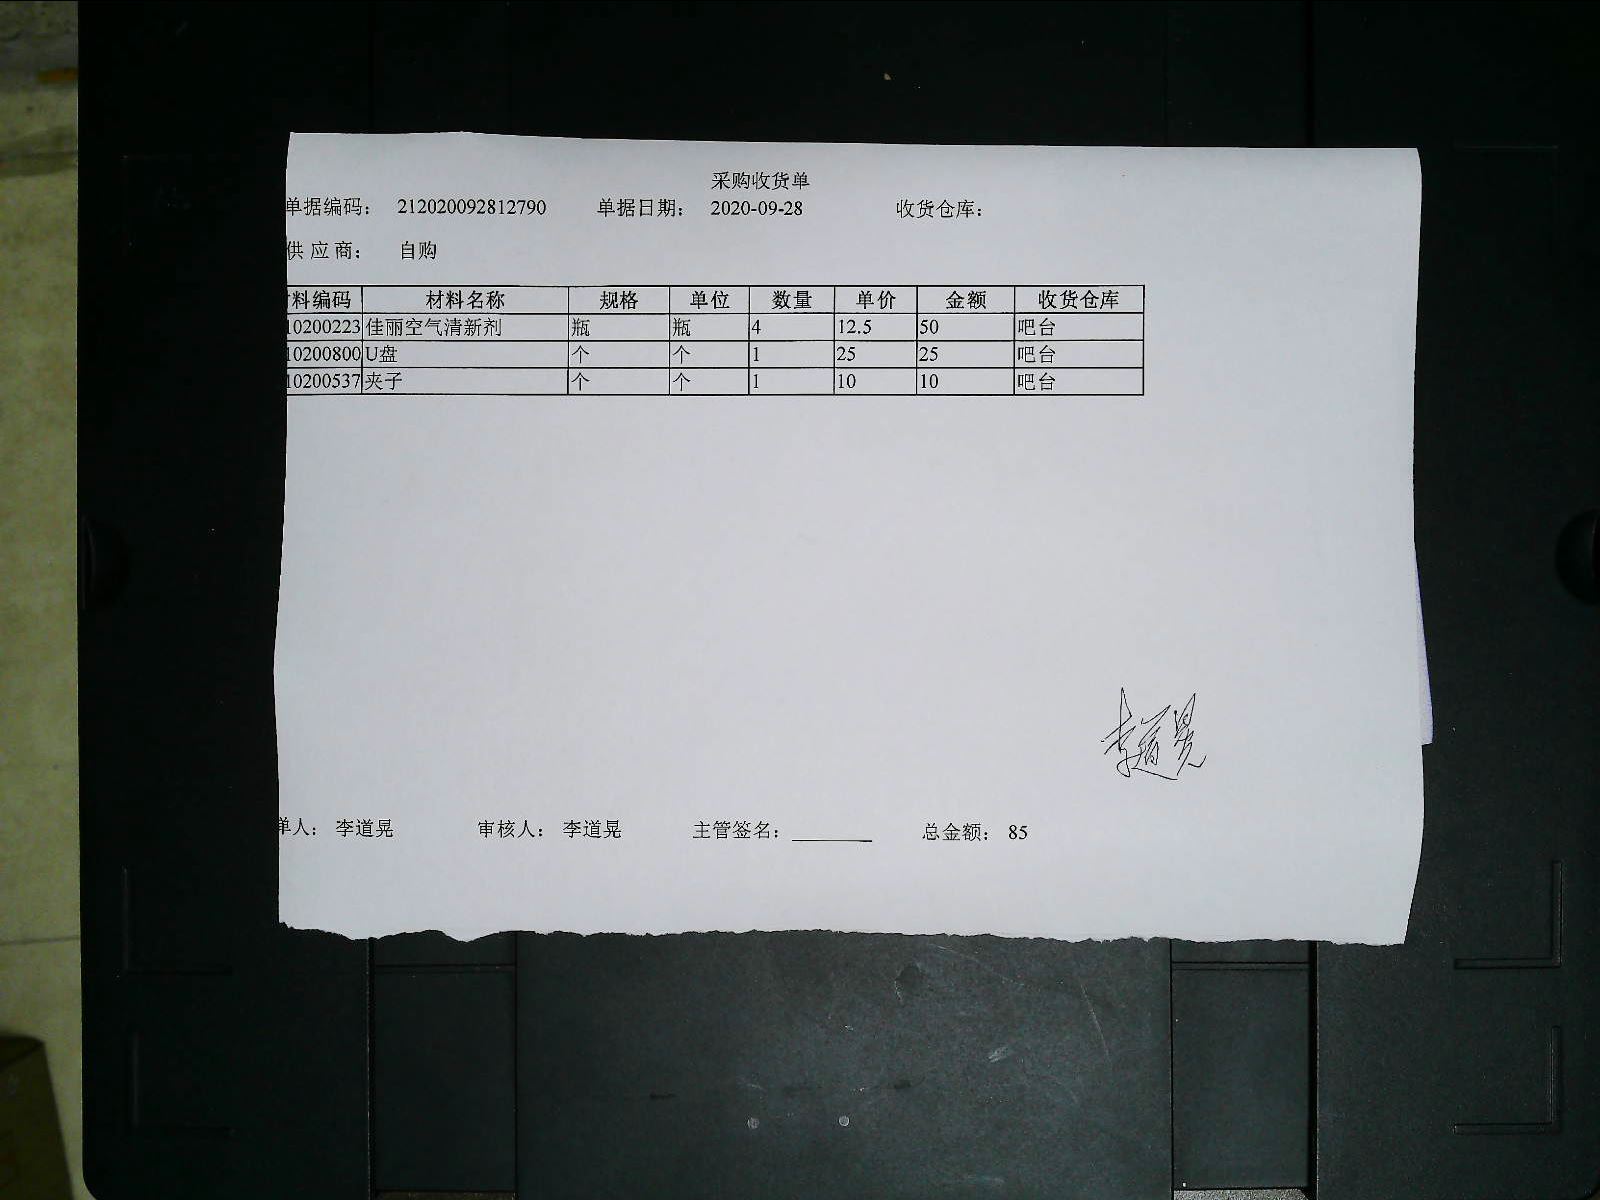 采购收货单
单据编码： 212020092812790 单据日期： 2020-09-28 收货仓库：
供 应 商： 自购
料编码 材料名称 规格 单位 数量 单价 金额 收货仓库
10200223 佳丽空气清新剂 瓶 瓶 4 12.5 50 吧台
10200800 U盘 个 个 1 25 25 吧台
10200537 夹子 个 个 1 10 10 吧台
李道晃
单人： 李道晃 审核人： 李道晃 主管签名： 总金额： 85